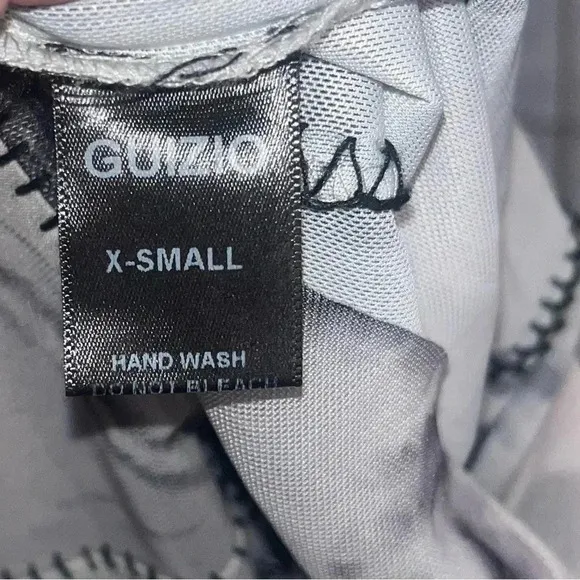 GUIZIO
X-SMALL
HAND WASH
DO NOT BLEACH